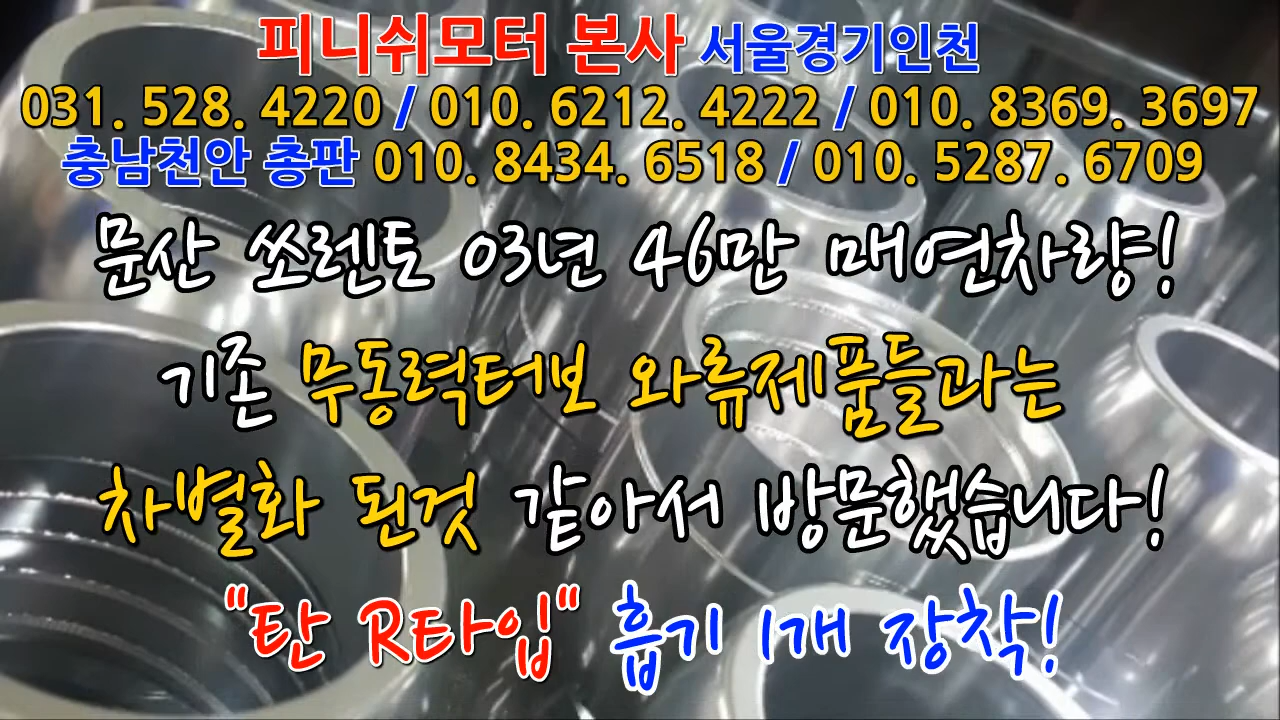 피니쉬모터 본사 서울경기인천
031. 528. 4220 / 010. 6212. 4222 / 010. 8369. 3697
충남천안 총판 010. 8434. 6518 / 010. 5287. 6709
문산 쏘렌토 03년 46만 매연차량!
기존 무동력터보 와류제품들과는
차별화 된것 같아서 방문했습니다!
"탄 R타입" 흡기 1개 장착!